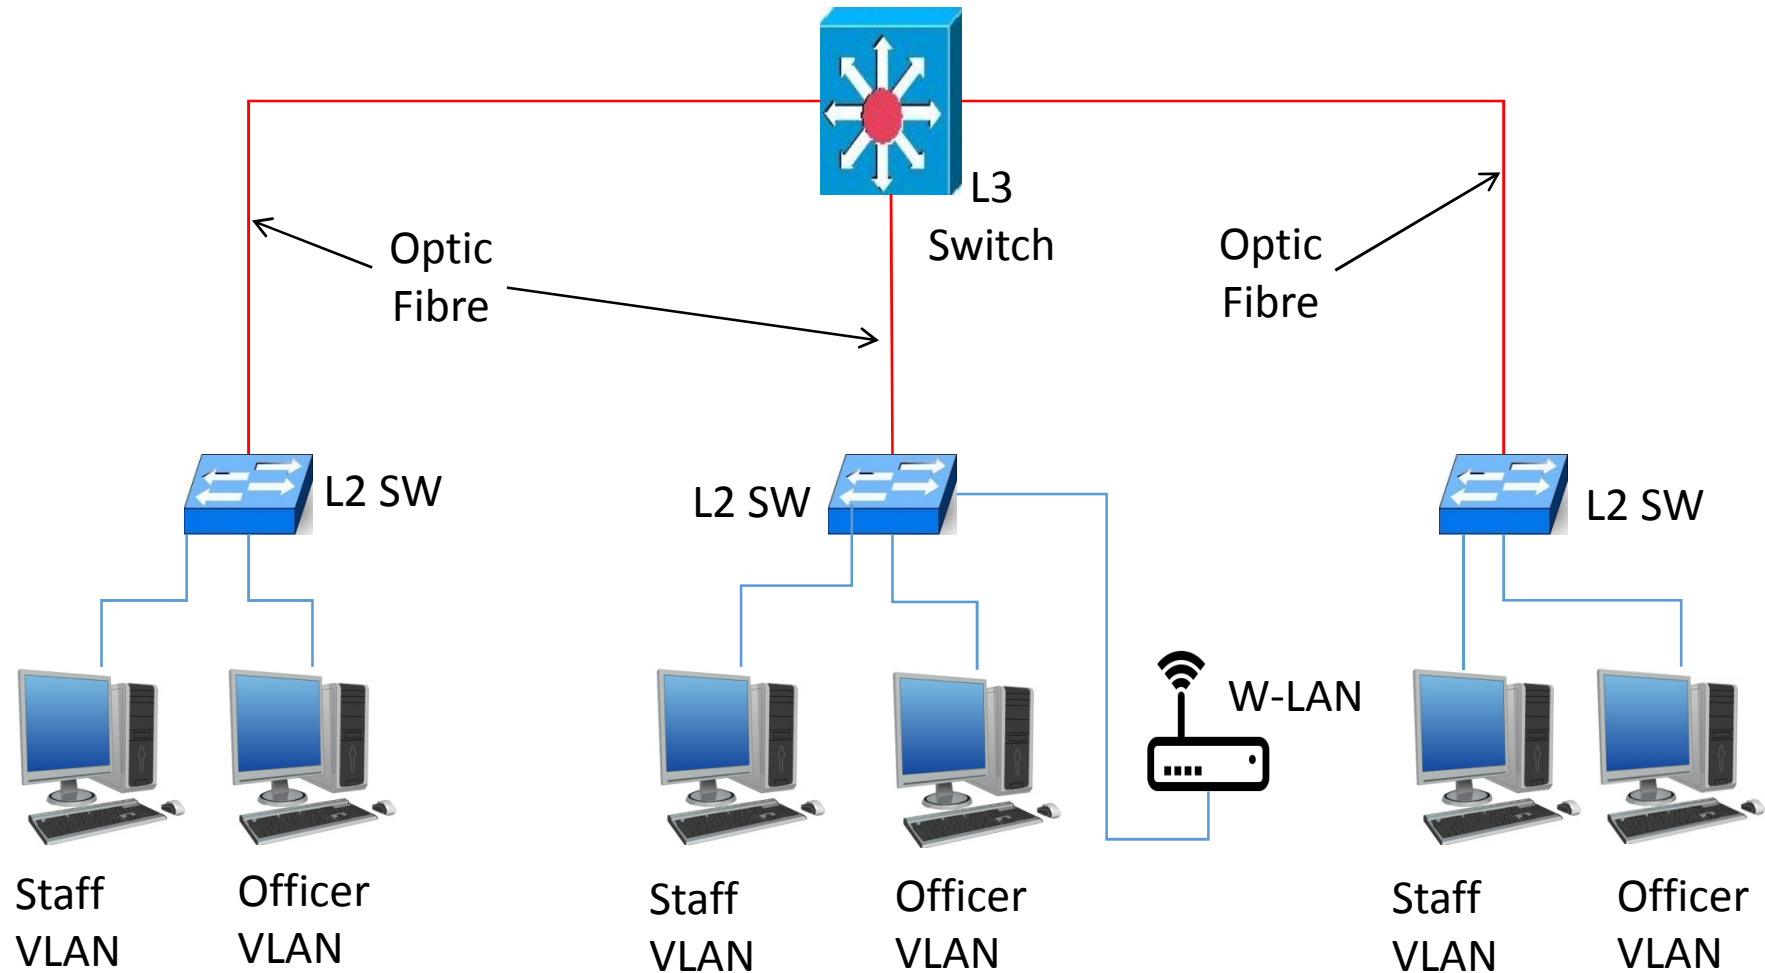 L3
Switch
Optic
Fibre
Optic
Fibre
L2 SW
L2 SW
L2 SW
W-LAN
Staff
VLAN
Officer
VLAN
Staff
VLAN
Officer
VLAN
Staff
VLAN
Officer
VLAN